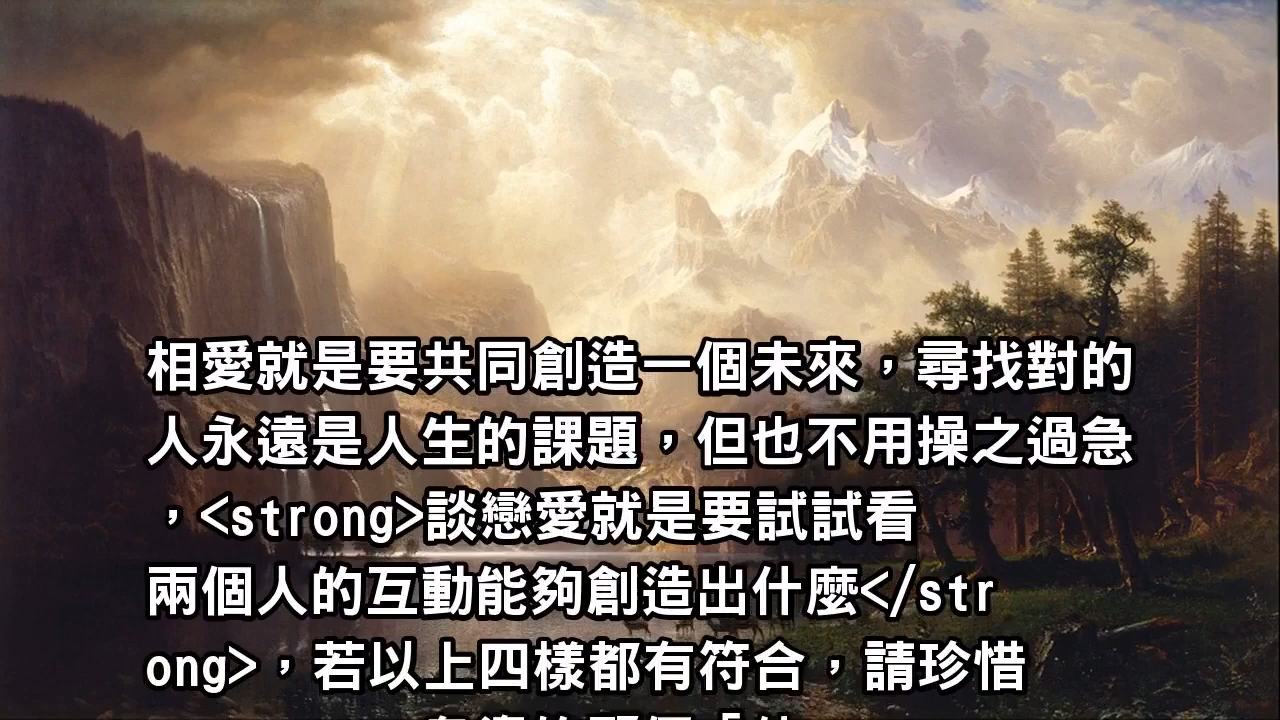 相愛就是要共同創造一個未來，尋找對的
人永遠是人生的課題，但也不用操之過急
，<strong>談戀愛就是要試試看
兩個人的互動能夠創造出什麼</str
ong>，若以上四樣都有符合，請珍惜